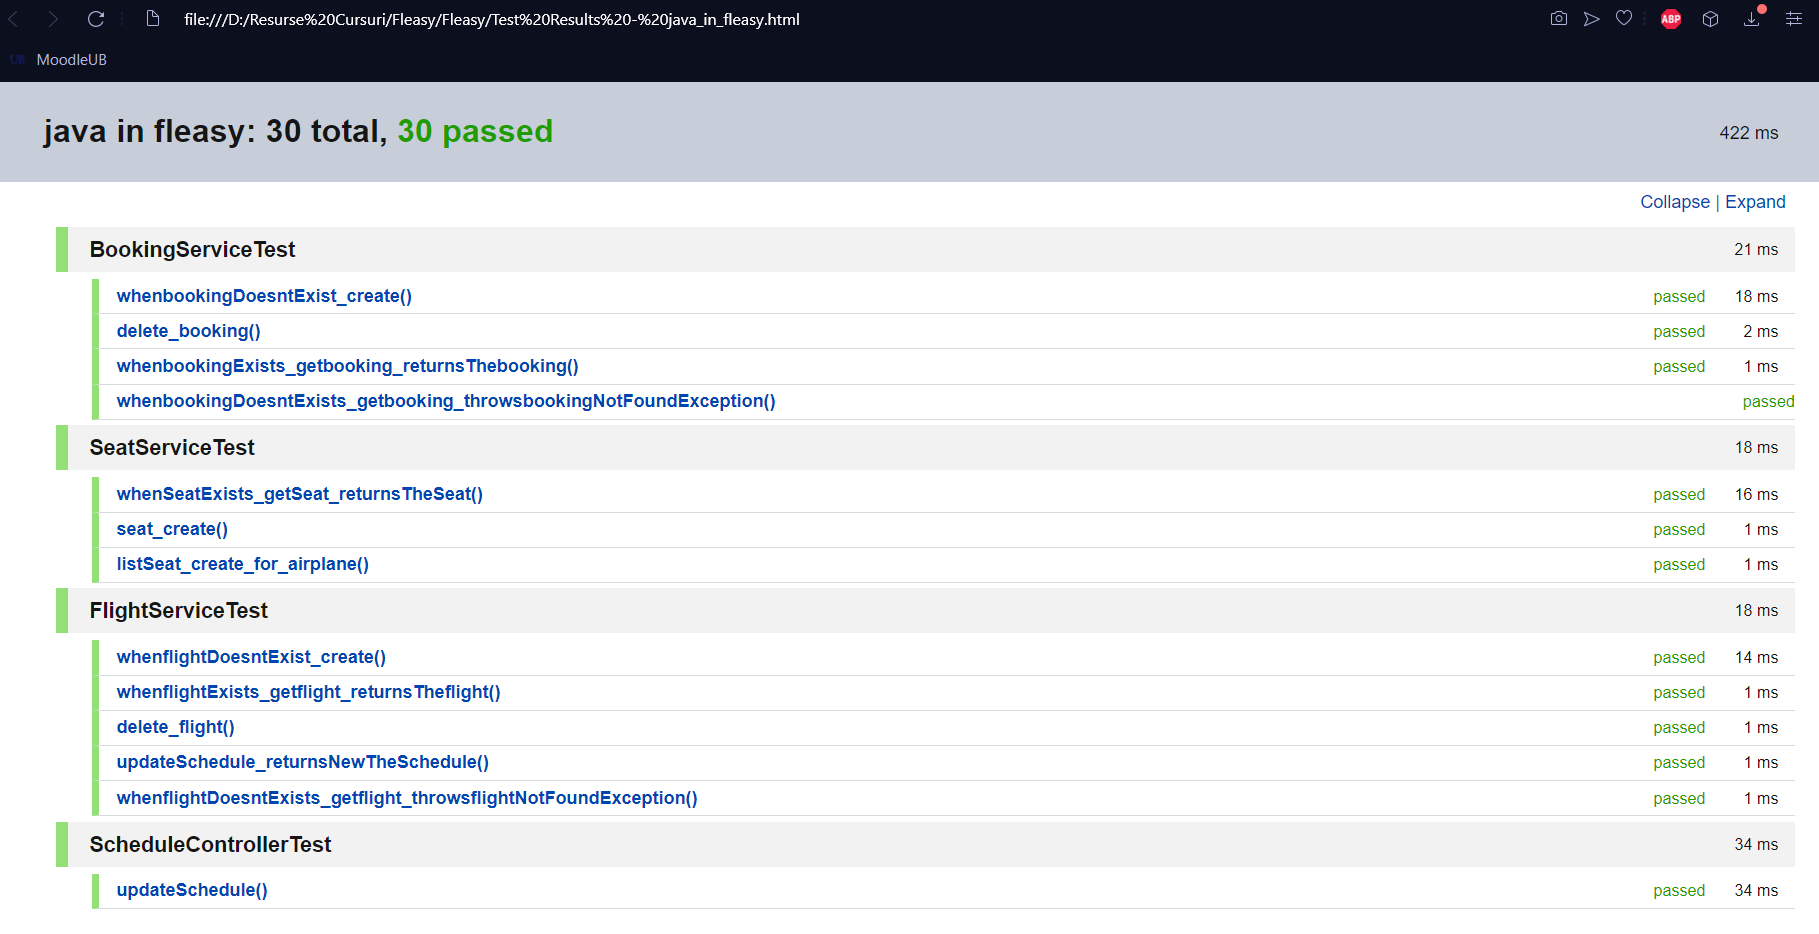 file:///D:/Resurse%20Cursuri/Fleasy/Fleasy/Test%20Results%20-%20java_in_fleasy.html
ABP
UB MoodleUB
java in fleasy: 30 total, 30 passed 422 ms
Collapse | Expand
BookingServiceTest 21 ms
whenbookingDoesntExist_create() passed 18 ms
delete_booking() passed 2 ms
whenbookingExists_getbooking_returnsThebooking() passed 1 ms
whenbookingDoesntExists_getbooking_throwsbookingNotFoundException() passed
SeatServiceTest 18 ms
whenSeatExists_getSeat_returnsTheSeat() passed 16 ms
seat_create() passed 1 ms
listSeat_create_for_airplane() passed 1 ms
FlightServiceTest 18 ms
whenflightDoesntExist_create() passed 14 ms
whenflightExists_getflight_returnsTheflight() passed 1 ms
delete_flight() passed 1 ms
updateSchedule_returnsNewTheSchedule() passed 1 ms
whenflightDoesntExists_getflight_throwsflightNotFoundException() passed 1 ms
ScheduleControllerTest 34 ms
updateSchedule() passed 34 ms